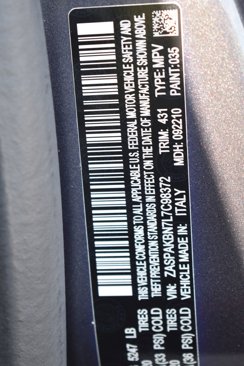 THIS VEHICLE CONFORMS TO ALL APPLICABLE U.S. FEDERAL MOTOR VEHICLE SAFETY AND
THEFT PREVENTION STANDARDS IN EFFECT ON THE DATE OF MANUFACTURE SHOWN ABOVE
VIN: ZASPAKBN7L7C98372 TYPE: MPV
MADE IN: ITALY TRIM: 431 PAINT: 035
MDH: 092210
5247 LB
TIRES
PSI) COLD
TIRES
PSI) COLD